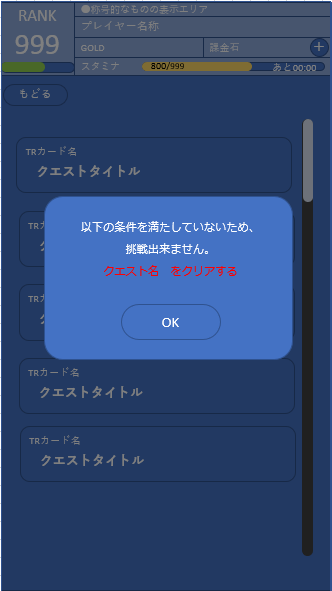 RANK
999
●称号的なものの表示エリア
プレイヤー名称
GOLD
課金石
+
スタミナ
800/999
あと00:00
もどる
TRカード名
クエストタイトル
TRカ
ク
以下の条件を満たしていないため、
挑戦出来ません。
クエスト名　をクリアする
OK
TRカ
ク
TRカード名
クエストタイトル
TRカード名
クエストタイトル